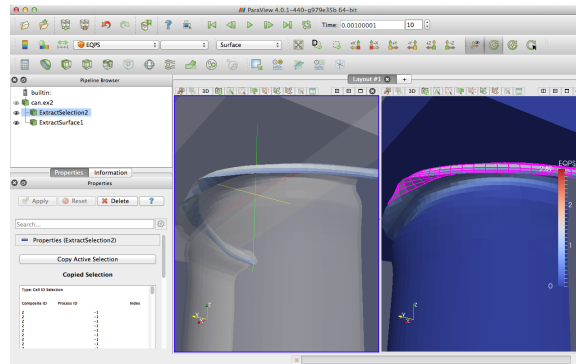 ParaView 4.0.1-440-g979e35b 64-bit
Time: 0.00100001 10
EQPS Surface
Pipeline Browser
Layout #1 +
builtin:
can.ex2
ExtractSelection2
ExtractSurface1
3D
3D
Properties Information
Properties
Apply Reset Delete ?
Search...
Properties (ExtractSelection2)
Copy Active Selection
Copied Selection
Type: Cell ID Selection
Composite ID Process ID Index
2 -1
2 -1
2 -1
2 -1
2 -1
2 -1
2 -1
EQPS
0
Z
Y
Z
Y